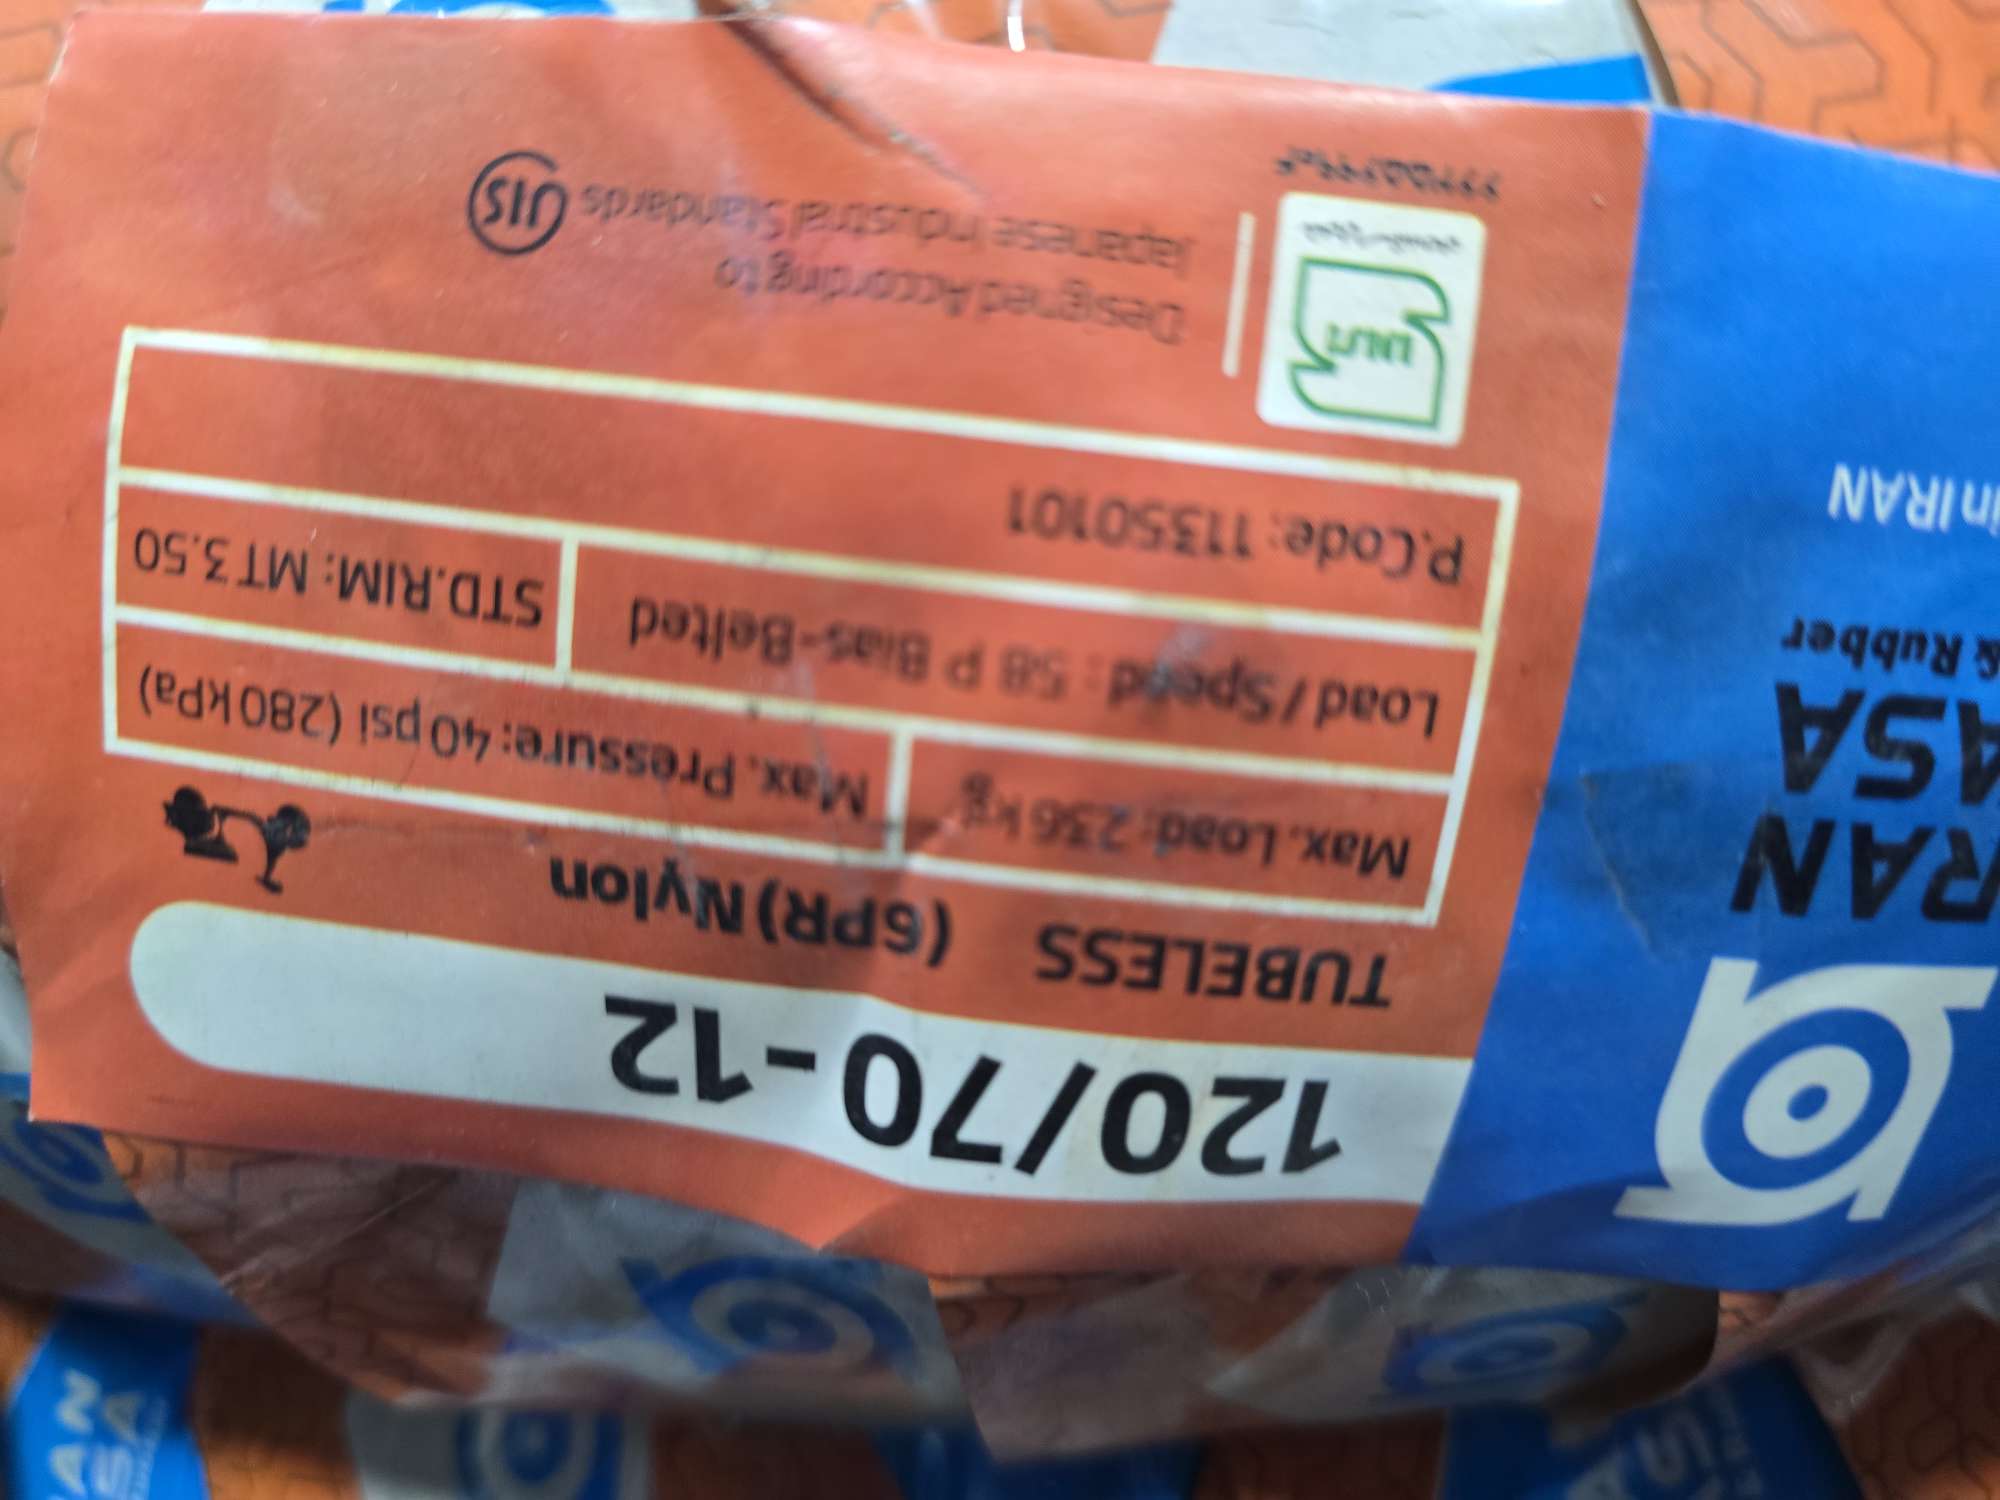 RAN
ASA
& Rubber
in IRAN
120/70-12
TUBELESS (6PR) Nylon
Max. Load: 236 kg Max. Pressure: 40 psi (280 kPa)
Load / Speed : 58 P Bias-Belted STD.RIM: MT 3.50
P.Code: 11350101
Designed According to
Japanese Industrial Standards
JIS